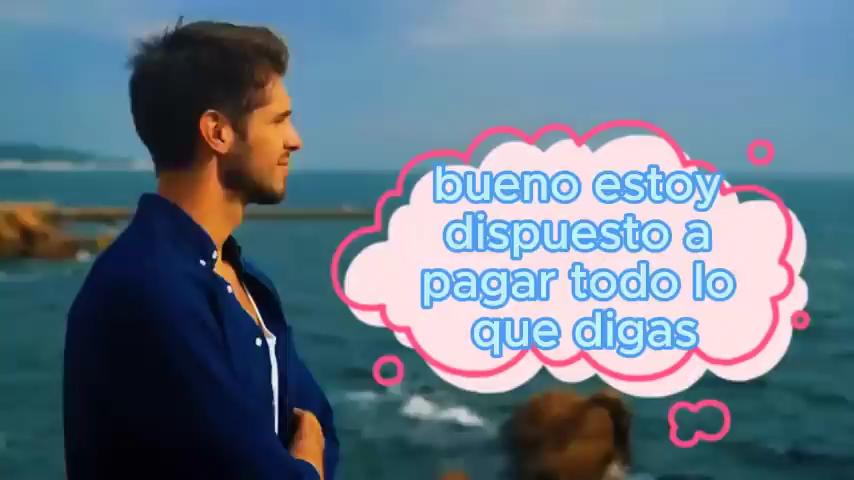 bueno estoy
dispuesto a
pagar todo lo
que digas